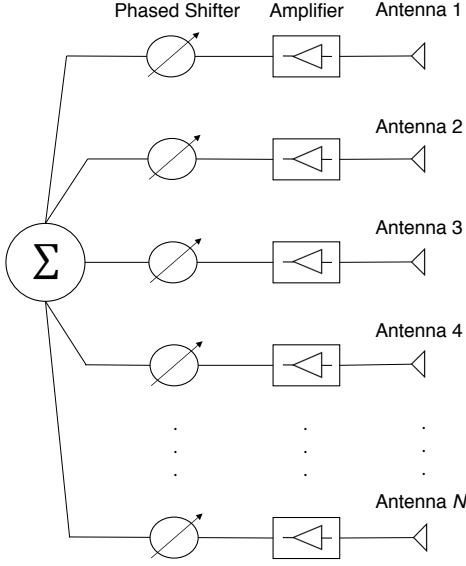 Phased Shifter Amplifier Antenna 1
Antenna 2
Antenna 3
Σ
Antenna 4
. . .
. . .
. . .
Antenna N